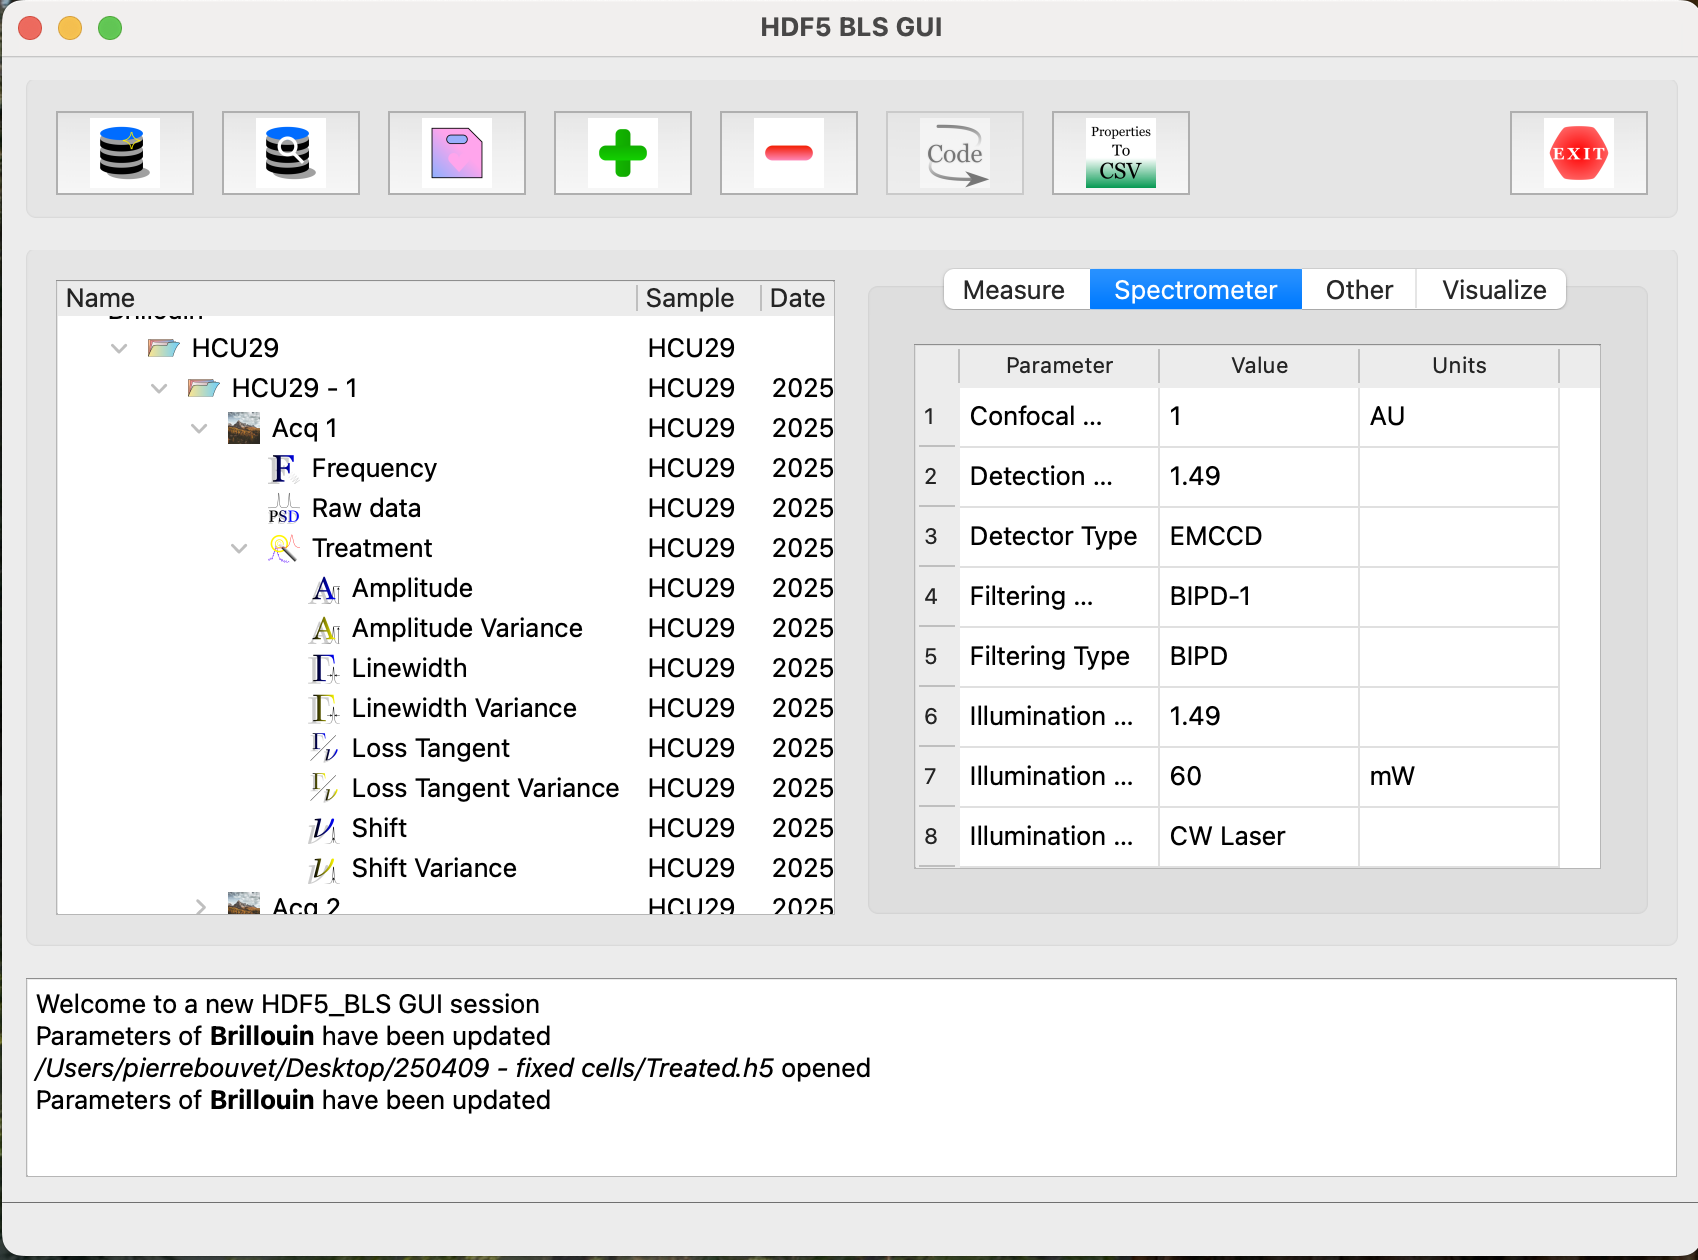 HDF5 BLS GUI
Code
Properties
To
CSV
EXIT
Name Sample Date
Brillouin
HCU29 HCU29
HCU29 - 1 HCU29 2025
Acq 1 HCU29 2025
F Frequency HCU29 2025
PSD Raw data HCU29 2025
Treatment HCU29 2025
A Amplitude HCU29 2025
A Amplitude Variance HCU29 2025
Γ Linewidth HCU29 2025
Γ Linewidth Variance HCU29 2025
Γ/ν Loss Tangent HCU29 2025
Γ/ν Loss Tangent Variance HCU29 2025
ν Shift HCU29 2025
ν Shift Variance HCU29 2025
Acq 2 HCU29 2025
Measure Spectrometer Other Visualize
Parameter Value Units
1 Confocal ... 1 AU
2 Detection ... 1.49
3 Detector Type EMCCD
4 Filtering ... BIPD-1
5 Filtering Type BIPD
6 Illumination ... 1.49
7 Illumination ... 60 mW
8 Illumination ... CW Laser
Welcome to a new HDF5_BLS GUI session
Parameters of Brillouin have been updated
/Users/pierrebouvet/Desktop/250409 - fixed cells/Treated.h5 opened
Parameters of Brillouin have been updated